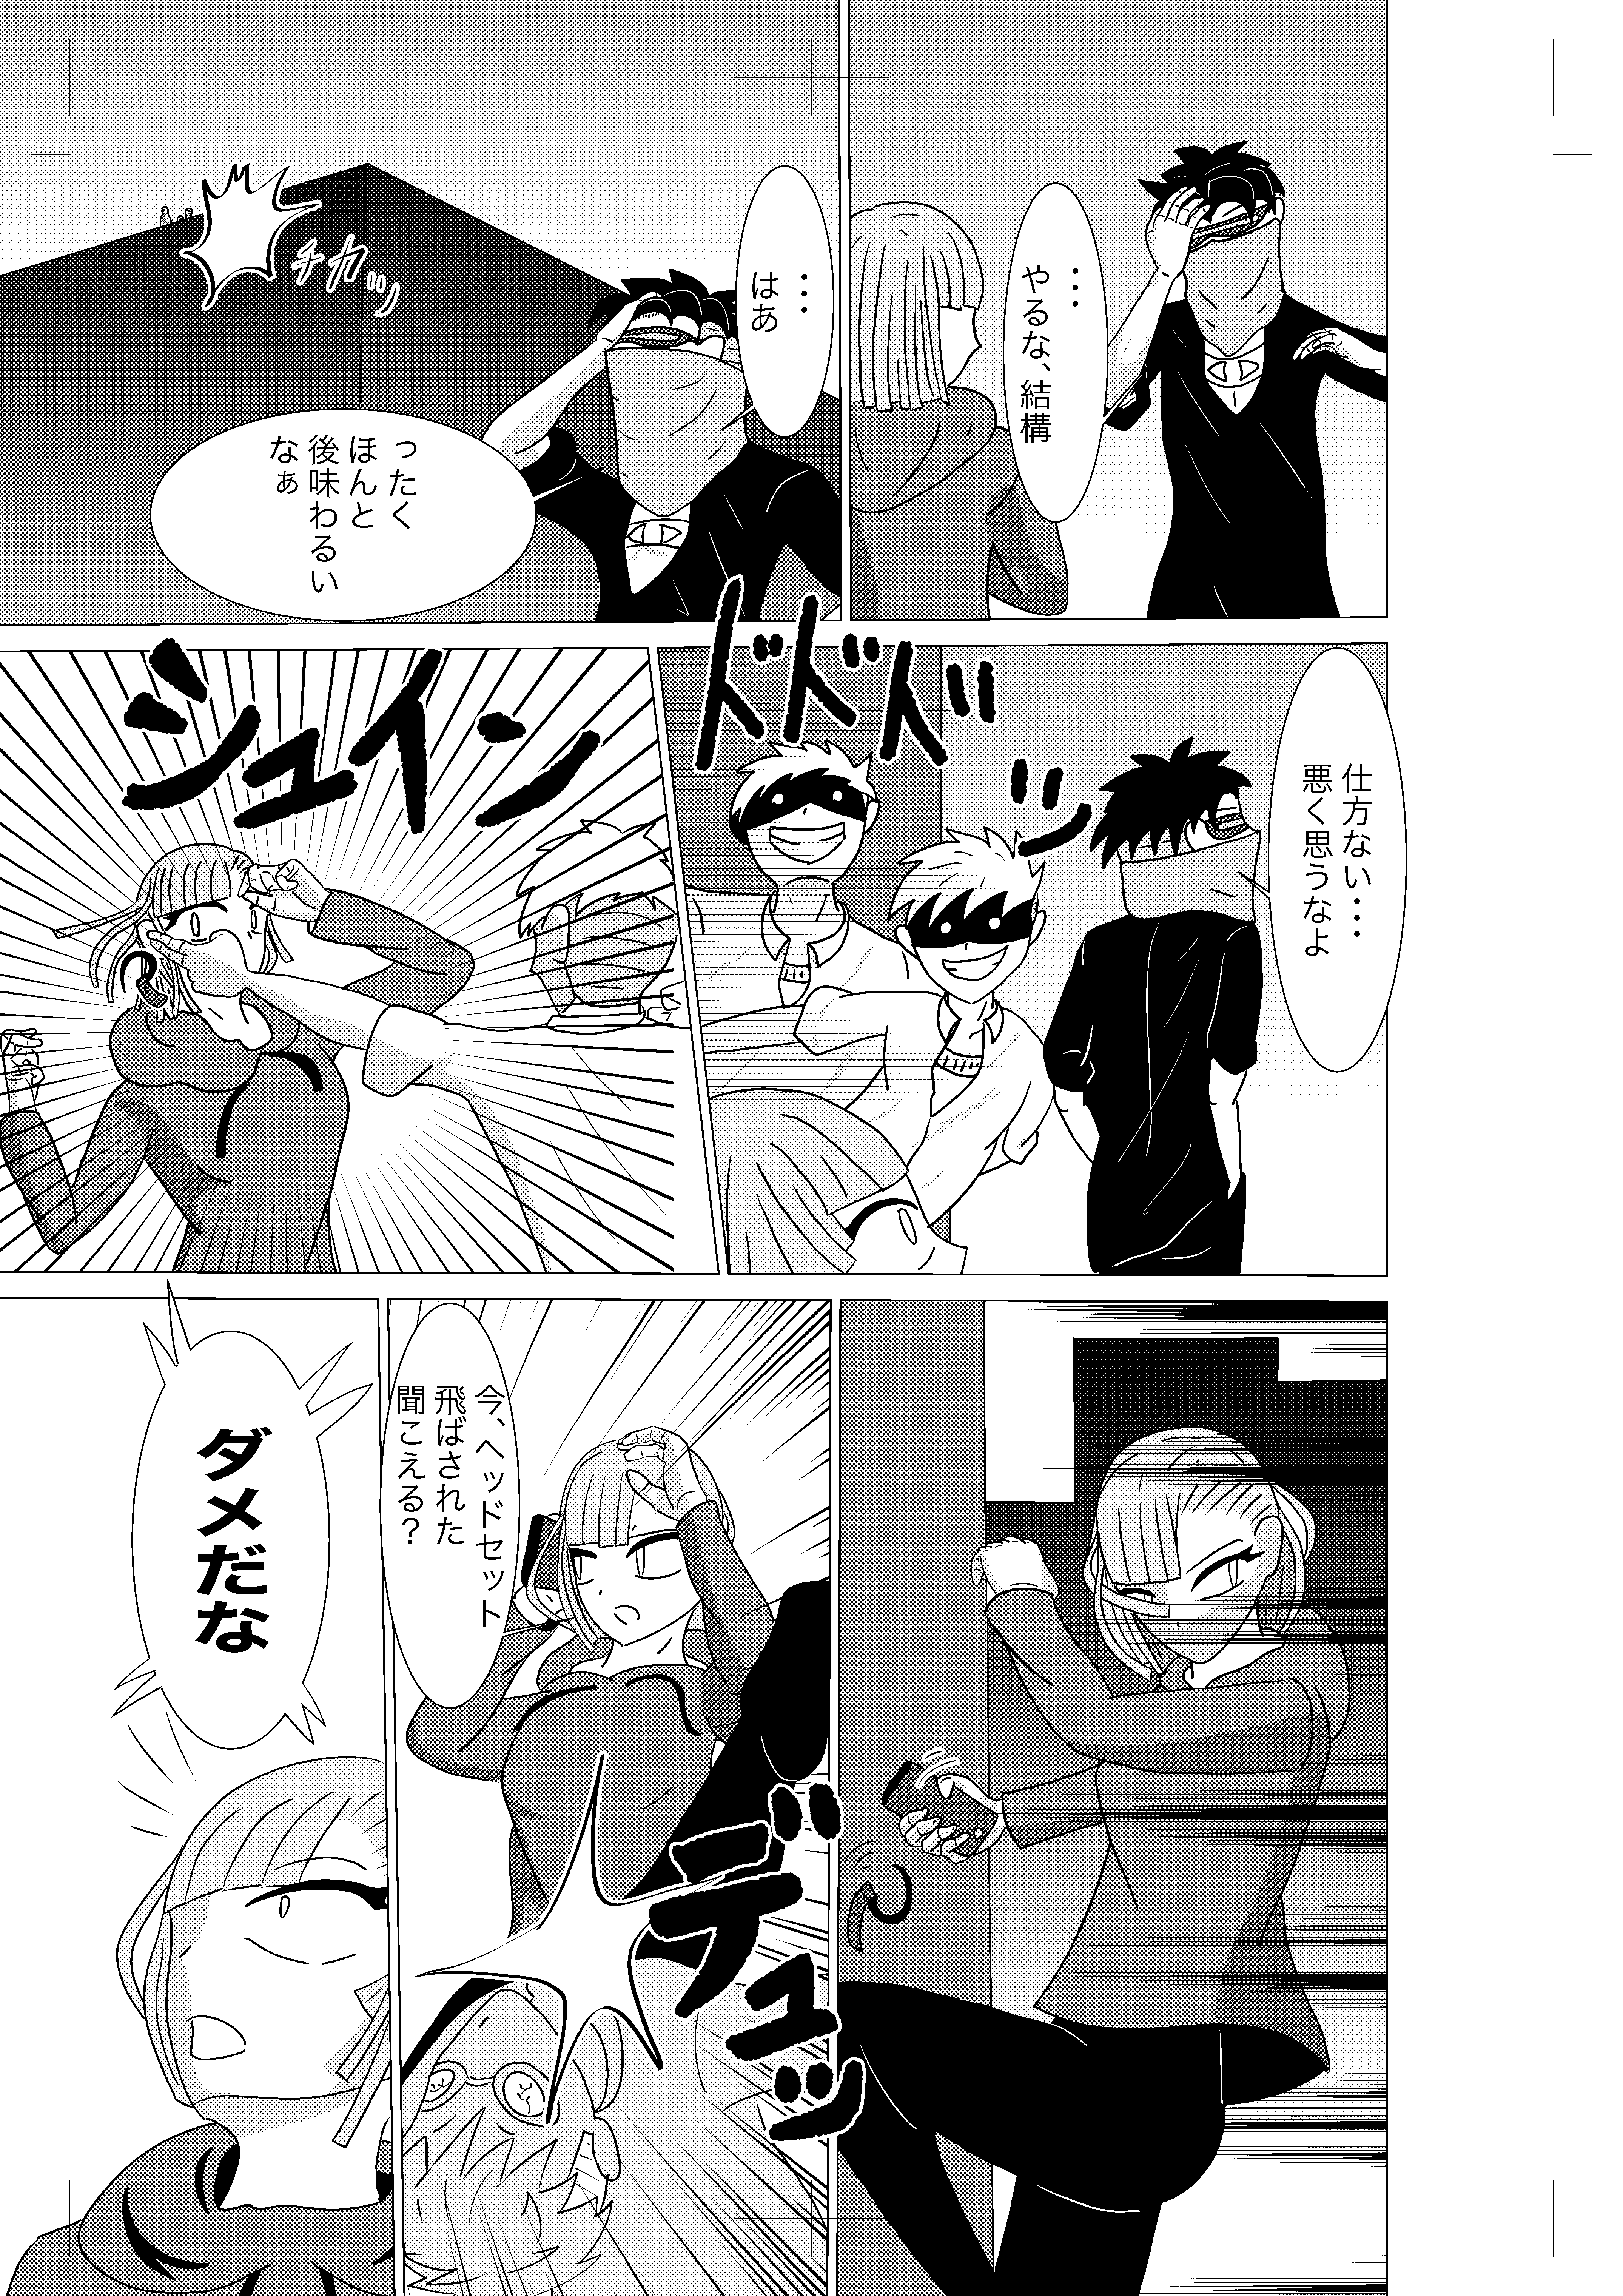 ・・・
やるな、結構
・・・
はあ
チカッ
ったく
ほんと
後味わるい
なぁ
仕方ない・・・
悪く思うなよ
ドドドドッ
シュイン
今、ヘッドセット
飛ばされた
聞こえる？
デュッ
ダメだな